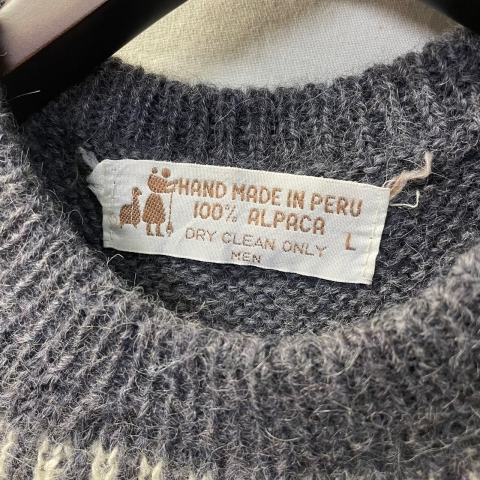 HAND MADE IN PERU
100% ALPACA
DRY CLEAN ONLY L
MEN